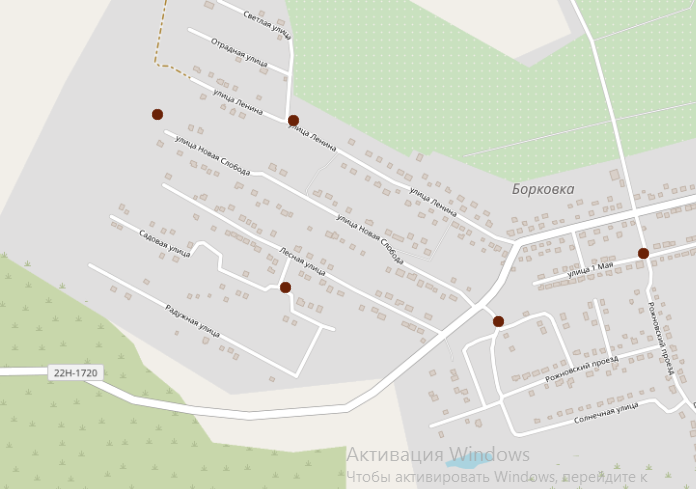 Светлая улица
Отрадная улица
улица Ленина
улица Ленина
улица Новая Слобода
улица Ленина
Борковка
улица Новая Слобода
Садовая улица
Лесная улица
улица 1 Мая
Радужная улица
Рожновский проезд
22Н-1720
Рожновский проезд
Солнечная улица
Активация Windows
Чтобы активировать Windows, перейдите к